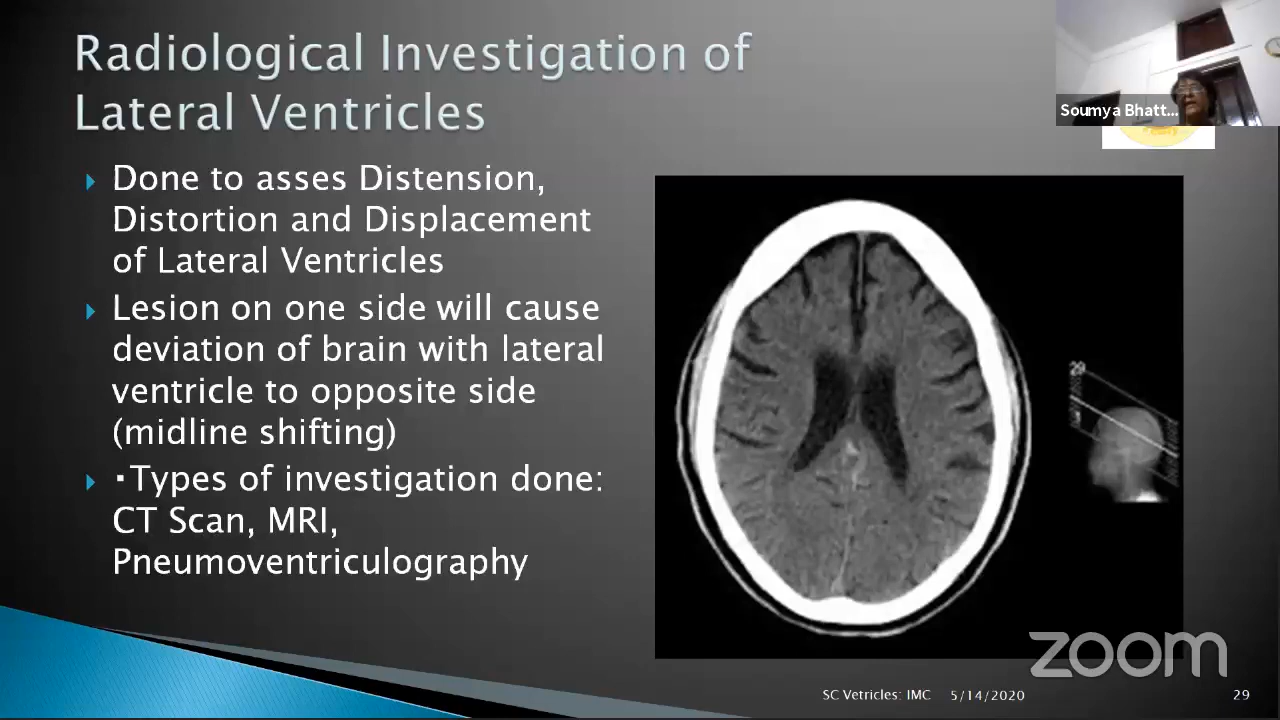 Radiological Investigation of
Lateral Ventricles
Soumya Bhatt...
Done to asses Distension,
Distortion and Displacement
of Lateral Ventricles
Lesion on one side will cause
deviation of brain with lateral
ventricle to opposite side
(midline shifting)
▪Types of investigation done:
CT Scan, MRI,
Pneumoventriculography
29
zoom
SC Vetricles: IMC 5/14/2020 29